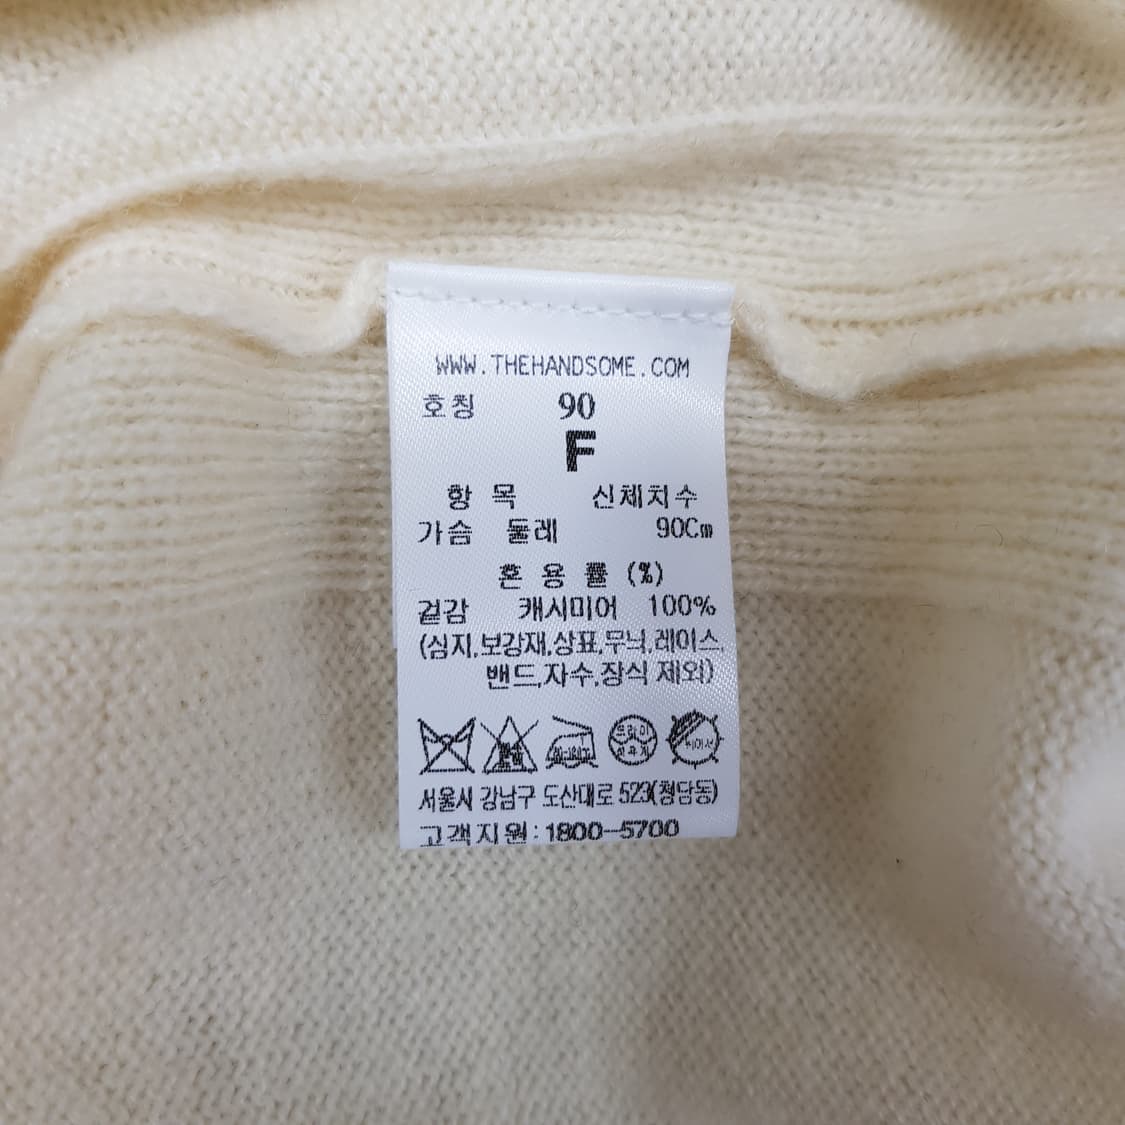 WWW.THEHANDSOME.COM
호칭 90
F
항 목 신체치수
가슴 둘레 90Cm
혼 용 률 (%)
겉감 캐시미어 100%
(심지,보강재,상표,무늬,레이스,
밴드,자수,장식 제외)
서울시 강남구 도산대로 523(청담동)
고객지원:1800-5700